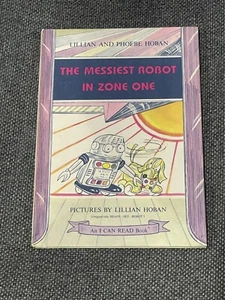 LILLIAN AND PHOEBE HOBAN
THE MESSIEST ROBOT
IN ZONE ONE
PICTURES BY LILLIAN HOBAN
An I CAN READ Book